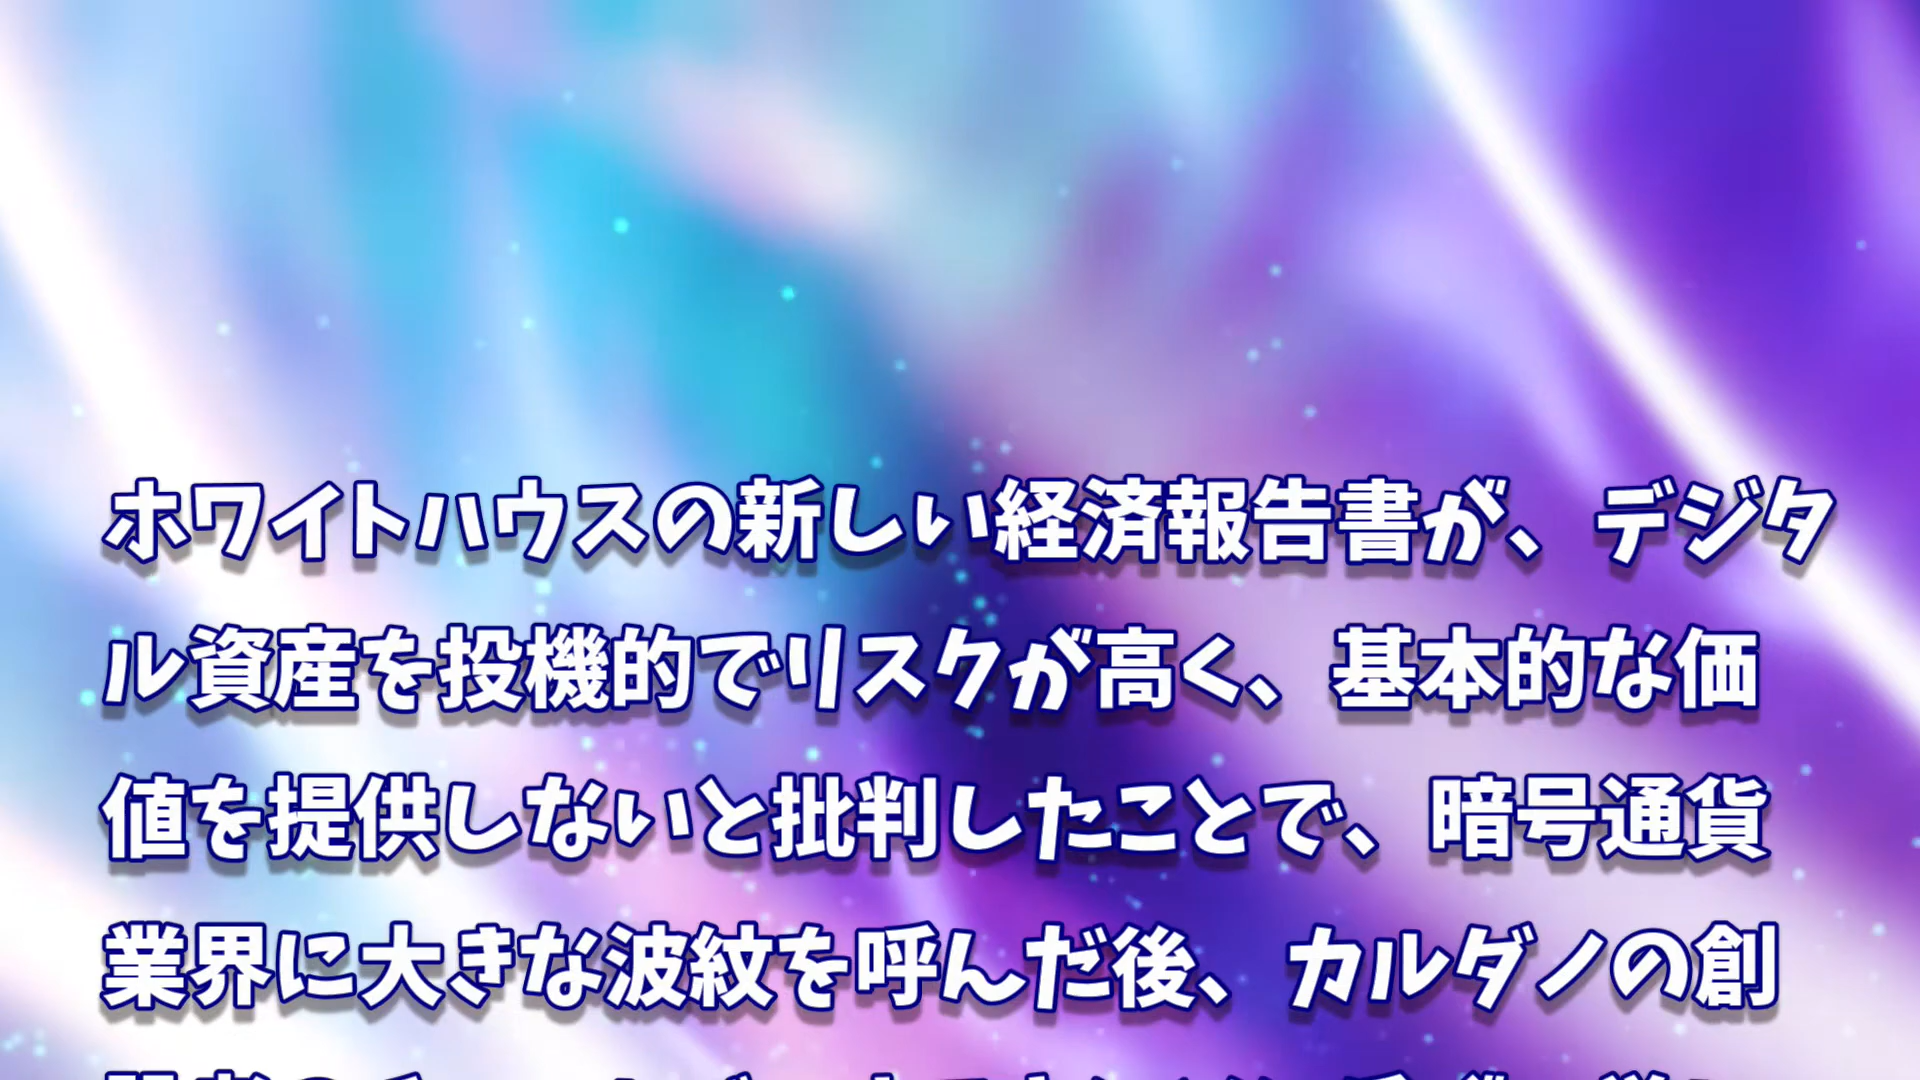 ホワイトハウスの新しい経済報告書が、デジタ
ル資産を投機的でリスクが高く、基本的な価
値を提供しないと批判したことで、暗号通貨
業界に大きな波紋を呼んだ後、カルダノの創